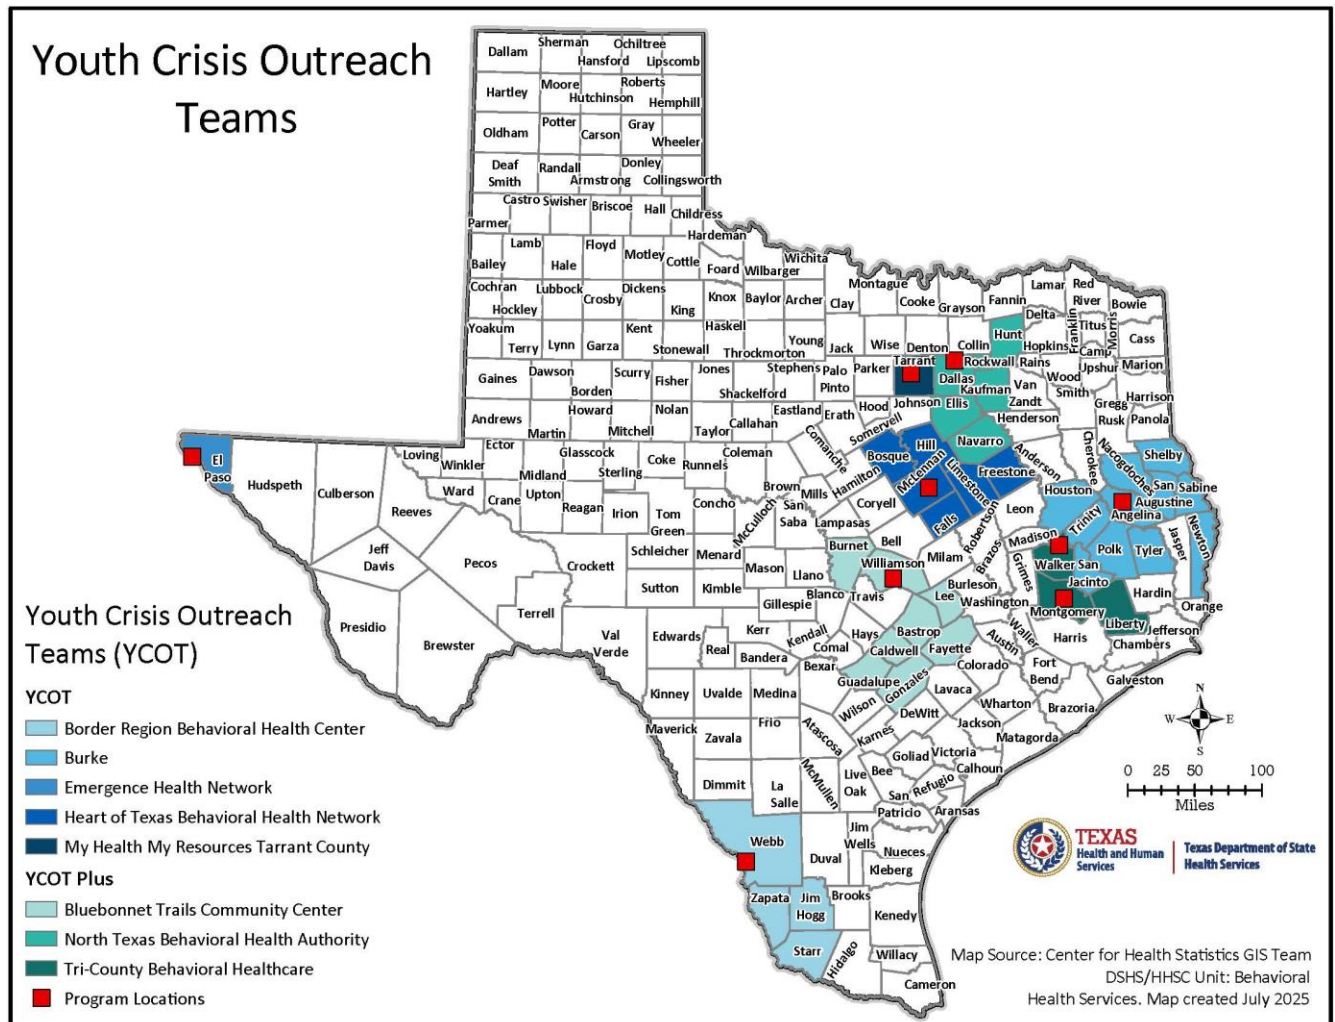 Youth Crisis Outreach
Teams
Dallam
Sherman
Hansford
Ochiltree
Lipscomb
Hartley
Moore
Hutchinson
Roberts
Hemphill
Oldham
Potter
Carson
Gray
Wheeler
Deaf
Smith
Randall
Armstrong
Donley
Collingsworth
Parmer
Castro
Swisher
Briscoe
Hall
Childress
Hardeman
Bailey
Lamb
Hale
Floyd
Motley
Cottle
Foard
Wilbarger
Wichita
Cochran
Hockley
Lubbock
Crosby
Dickens
King
Knox
Baylor
Archer
Clay
Montague
Cooke
Grayson
Fannin
Lamar
Red
River
Bowie
Delta
Franklin
Titus
Morris
Cass
Yoakum
Terry
Lynn
Garza
Kent
Stonewall
Haskell
Throckmorton
Young
Jack
Wise
Denton
Collin
Hunt
Hopkins
Camp
Upshur
Marion
Gaines
Dawson
Borden
Scurry
Fisher
Jones
Shackelford
Stephens
Palo
Pinto
Parker
Tarrant
Dallas
Rockwall
Kaufman
Rains
Van
Zandt
Wood
Smith
Gregg
Harrison
Rusk
Panola
Andrews
Martin
Howard
Mitchell
Nolan
Taylor
Callahan
Eastland
Erath
Hood
Somervell
Johnson
Ellis
Henderson
Navarro
El
Paso
Hudspeth
Culberson
Loving
Winkler
Ector
Midland
Glasscock
Sterling
Coke
Runnels
Coleman
Brown
Comanche
Hamilton
Bosque
Hill
McLennan
Limestone
Freestone
Anderson
Cherokee
Nacogdoches
Shelby
Reeves
Ward
Crane
Upton
Reagan
Irion
Tom
Green
Concho
McCulloch
San
Saba
Mills
Lampasas
Coryell
Falls
Robertson
Leon
Houston
Trinity
Angelina
San
Augustine
Sabine
Newton
Jasper
Jeff
Davis
Pecos
Crockett
Schleicher
Menard
Mason
Llano
Burnet
Bell
Williamson
Milam
Brazos
Madison
Grimes
Walker
San
Jacinto
Polk
Tyler
Hardin
Orange
Presidio
Brewster
Terrell
Sutton
Kimble
Gillespie
Blanco
Travis
Lee
Burleson
Washington
Montgomery
Liberty
Jefferson
Chambers
Val
Verde
Edwards
Real
Kerr
Bandera
Kendall
Comal
Hays
Bastrop
Caldwell
Fayette
Austin
Waller
Harris
Galveston
Kinney
Uvalde
Medina
Bexar
Guadalupe
Gonzales
Colorado
Fort
Bend
Brazoria
Maverick
Zavala
Frio
Atascosa
Wilson
Karnes
DeWitt
Lavaca
Wharton
Jackson
Matagorda
Dimmit
La
Salle
McMullen
Live
Oak
Bee
Goliad
Victoria
Calhoun
Refugio
San
Patricio
Aransas
Webb
Duval
Jim
Wells
Nueces
Kleberg
Zapata
Jim
Hogg
Brooks
Kenedy
Starr
Hidalgo
Willacy
Cameron
Youth Crisis Outreach
Teams (YCOT)
YCOT
Border Region Behavioral Health Center
Burke
Emergence Health Network
Heart of Texas Behavioral Health Network
My Health My Resources Tarrant County
YCOT Plus
Bluebonnet Trails Community Center
North Texas Behavioral Health Authority
Tri-County Behavioral Healthcare
Program Locations
N
W E
S
0 25 50 100
Miles
TEXAS
Health and Human
Services
Texas Department of State
Health Services
Map Source: Center for Health Statistics GIS Team
DSHS/HHSC Unit: Behavioral
Health Services. Map created July 2025